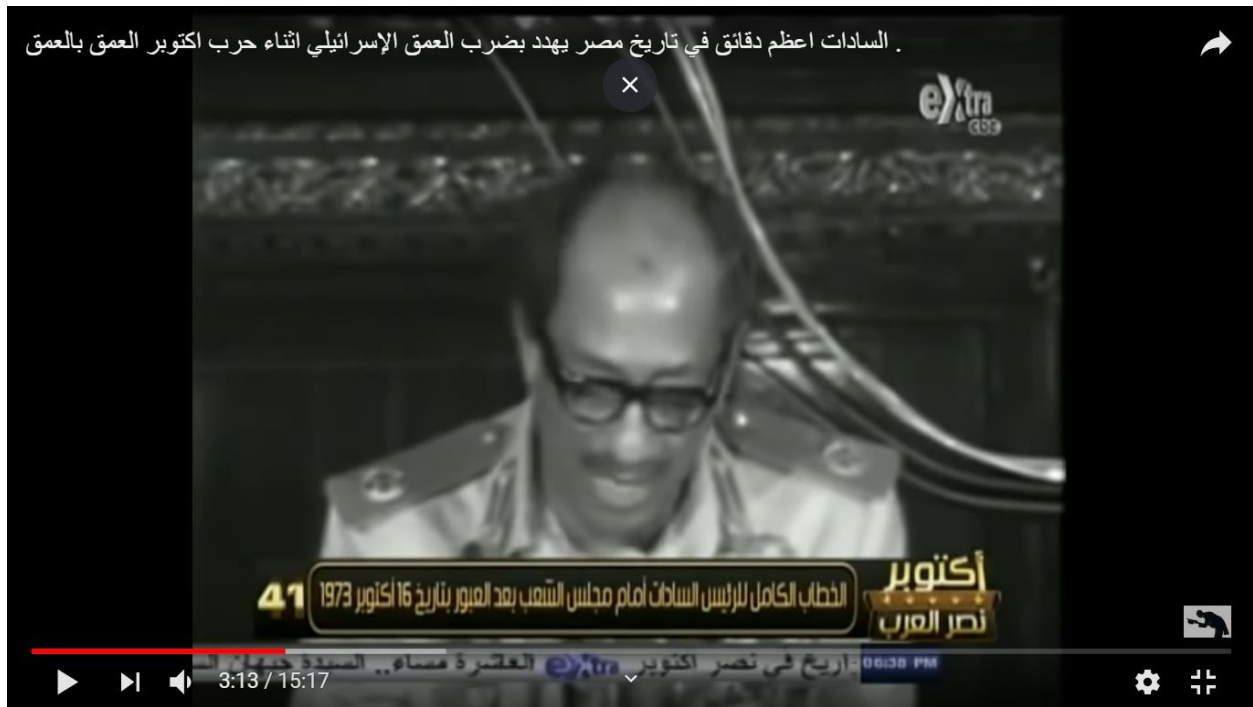 السادات اعظم دقائق في تاريخ مصر يهدد بضرب العمق الإسرائيلي اثناء حرب اكتوبر العمق بالعمق .
extra
cbc
أكتوبر
نصر العرب
الخطاب الكامل للرئيس السادات أمام مجلس الشعب بعد العبور بتاريخ 16 أكتوبر 1973
41
06:38 PM
في نصر اكتوبر
extra
العاشرة مساء.. السيدة جيهان
3:13 / 15:17